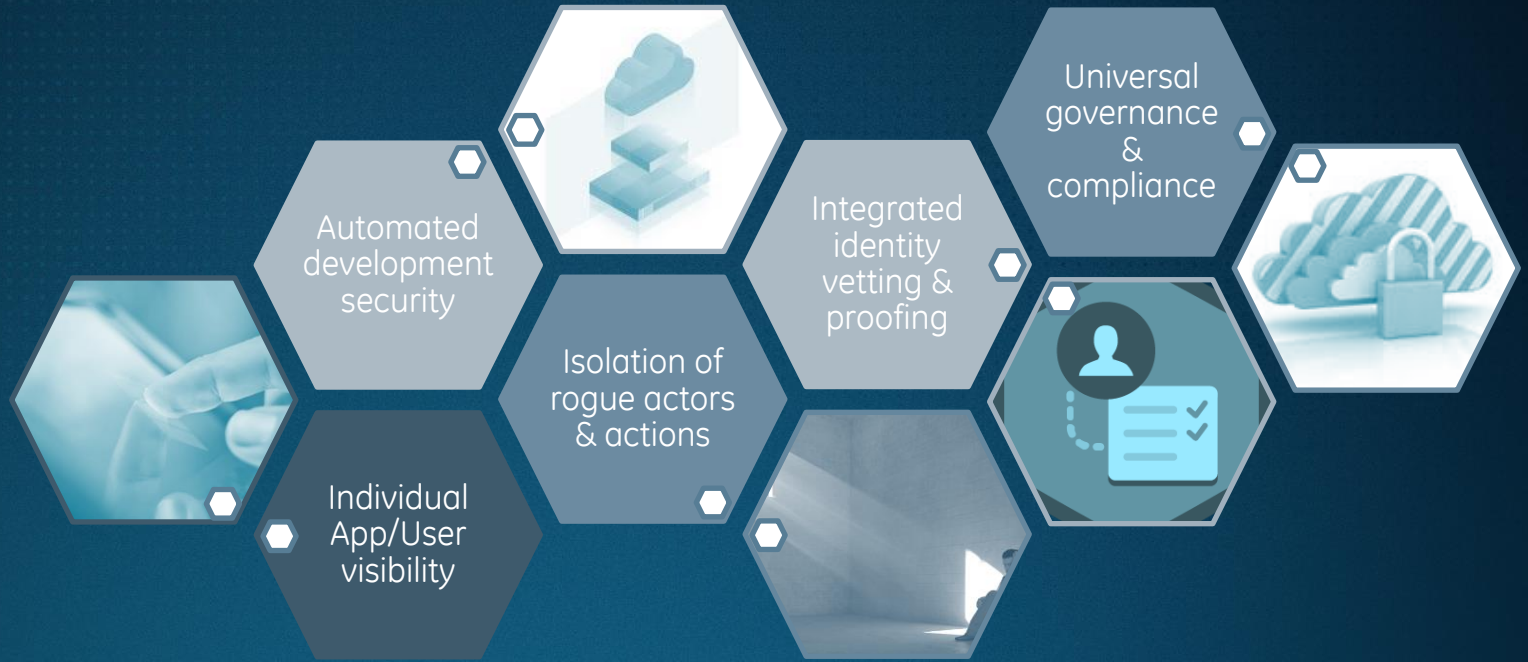 Automated
development
security
Individual
App/User
visibility
Isolation of
rogue actors
& actions
Integrated
identity
vetting &
proofing
Universal
governance
&
compliance